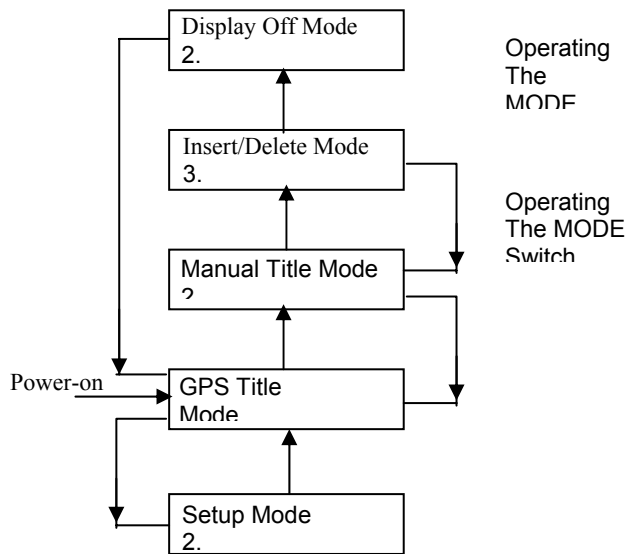 Display Off Mode
2.
Operating
The
MODE
Insert/Delete Mode
3.
Operating
The MODE
Switch
Manual Title Mode
2
Power-on
GPS Title
Mode
Setup Mode
2.